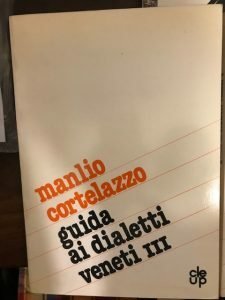 manlio
cortelazzo
guida
ai dialetti
veneti III
cleup